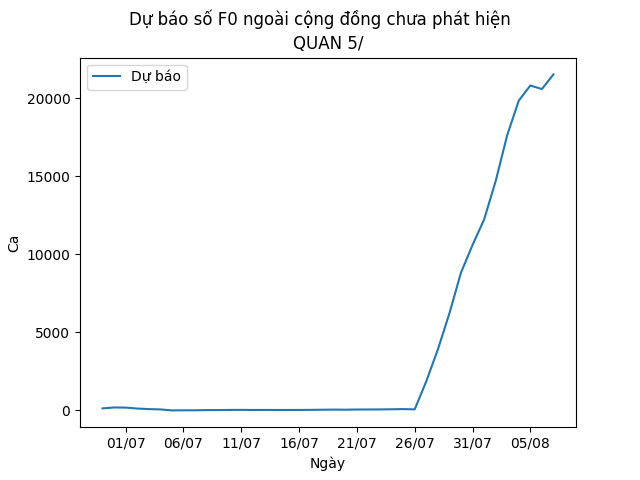 Dự báo số F0 ngoài cộng đồng chưa phát hiện
QUAN 5/
Dự báo
20000
15000
10000
5000
0
Ca
01/07 06/07 11/07 16/07 21/07 26/07 31/07 05/08
Ngày